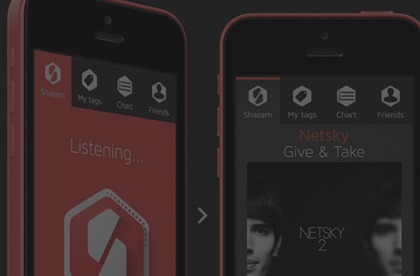 Shazam
My tags
Chart
Friends
Listening...
Shazam
My tags
Chart
Friends
Netsky
Give & Take
NETSKY
2